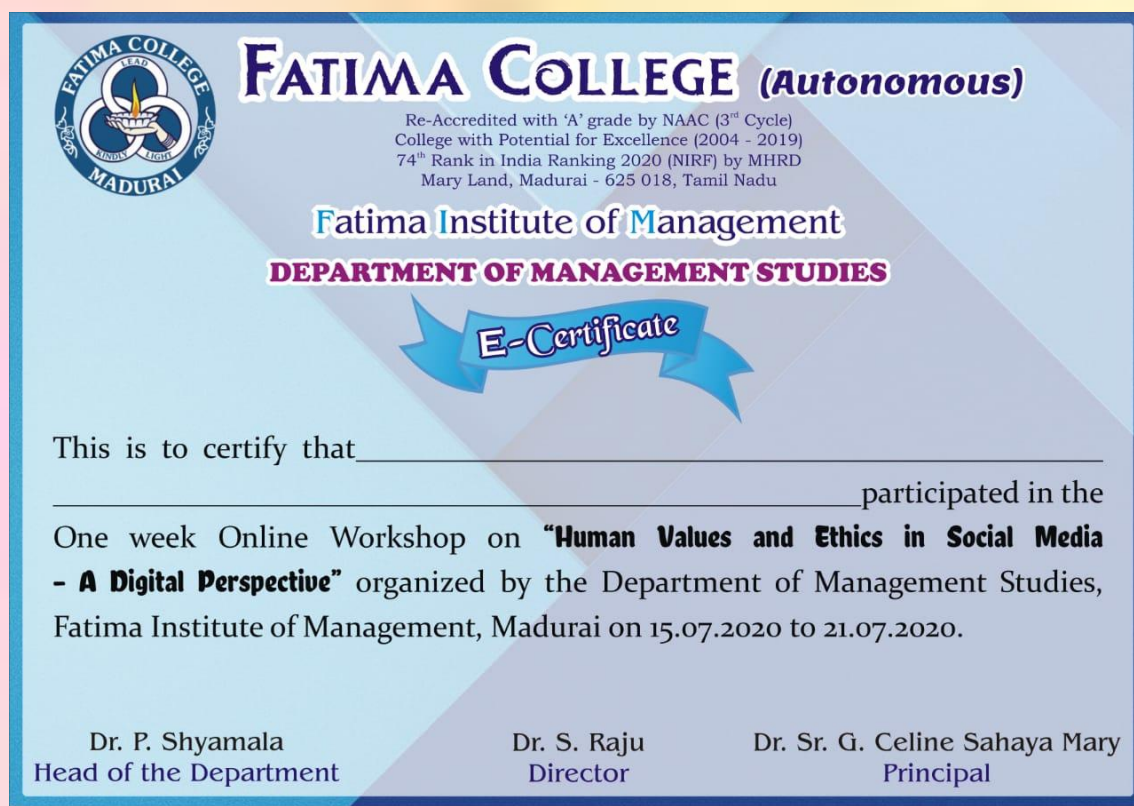 FATIMA COLLEGE
MADURAI
LEAD
KINDLY LIGHT
FATIMA COLLEGE (Autonomous)
Re-Accredited with 'A' grade by NAAC (3rd Cycle)
College with Potential for Excellence (2004 - 2019)
74th Rank in India Ranking 2020 (NIRF) by MHRD
Mary Land, Madurai - 625 018, Tamil Nadu
Fatima Institute of Management
DEPARTMENT OF MANAGEMENT STUDIES
E-Certificate
This is to certify that
participated in the
One week Online Workshop on "Human Values and Ethics in Social Media
- A Digital Perspective" organized by the Department of Management Studies,
Fatima Institute of Management, Madurai on 15.07.2020 to 21.07.2020.
Dr. P. Shyamala Dr. S. Raju Dr. Sr. G. Celine Sahaya Mary
Head of the Department Director Principal